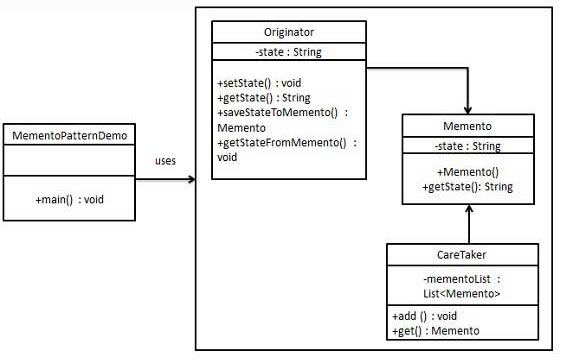 Originator
-state : String
+setState() : void
+getState() : String
+saveStateToMemento() :
Memento
+getStateFromMemento() :
void
MementoPatternDemo
+main() : void
uses
Memento
-state : String
+Memento()
+getState(): String
CareTaker
-mementoList :
List<Memento>
+add () : void
+get() : Memento